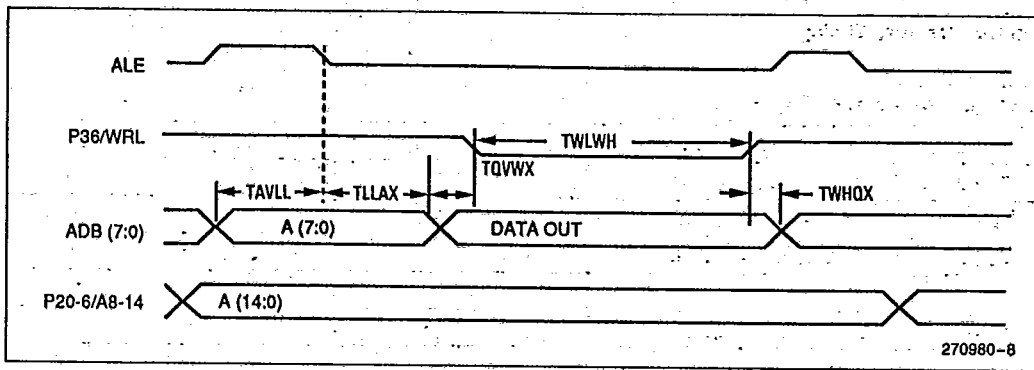 ALE
P36/WRL
TWLWH
TQVWX
TAVLL
TLLAX
TWHQX
ADB (7:0)
A (7:0)
DATA OUT
P20-6/A8-14
A (14:0)
270980-8